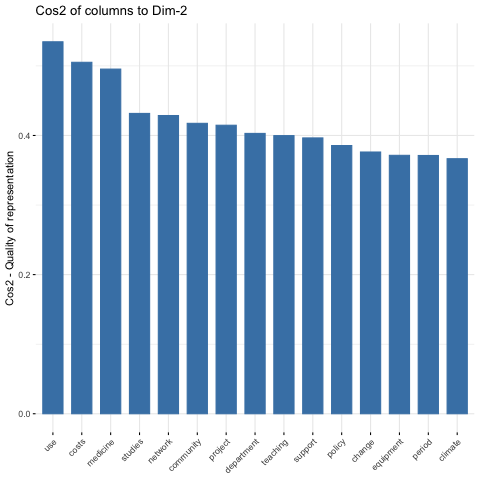 Cos2 of columns to Dim-2
Cos2 - Quality of representation
0.4
0.2
0.0
use
costs
medicine
studies
network
community
project
department
teaching
support
policy
change
equipment
period
climate